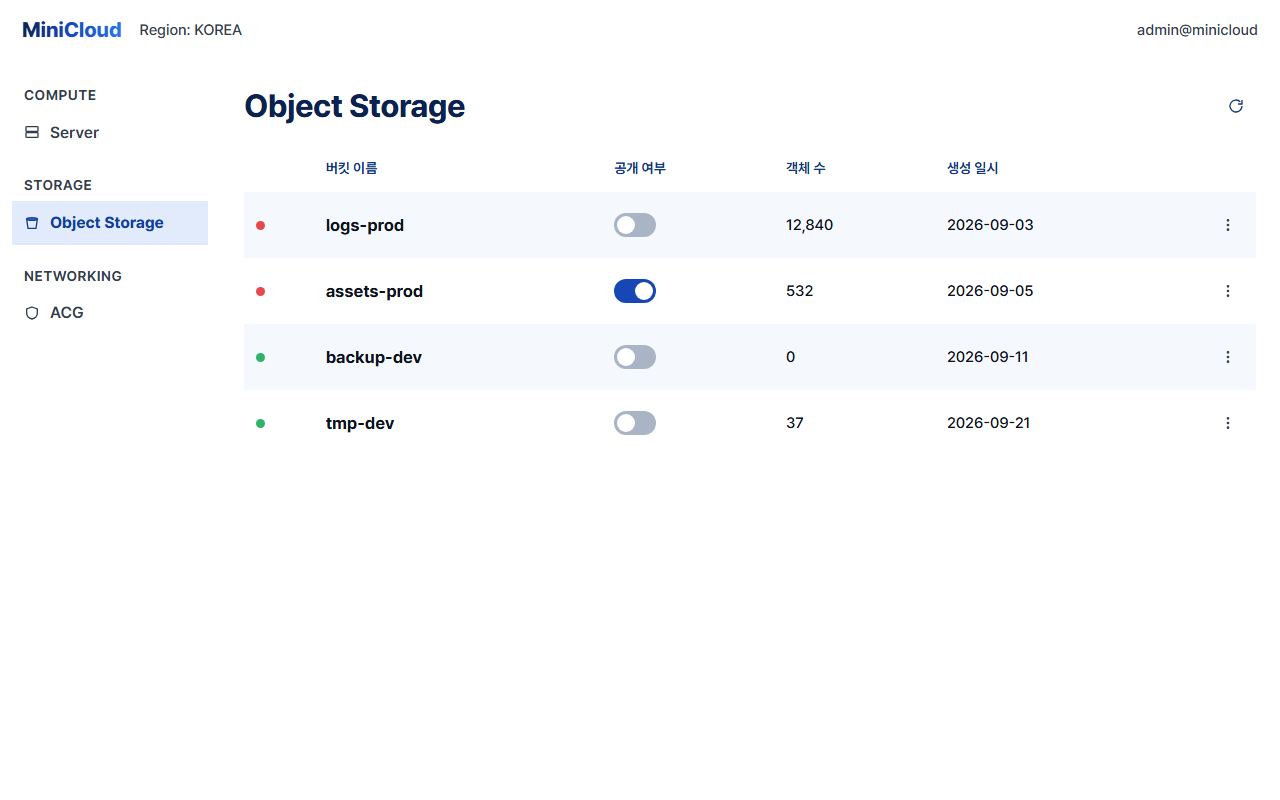 MiniCloud Region: KOREA admin@minicloud
COMPUTE
Server
STORAGE
Object Storage
NETWORKING
ACG
Object Storage
버킷 이름 공개 여부 객체 수 생성 일시
logs-prod 12,840 2026-09-03
assets-prod 532 2026-09-05
backup-dev 0 2026-09-11
tmp-dev 37 2026-09-21